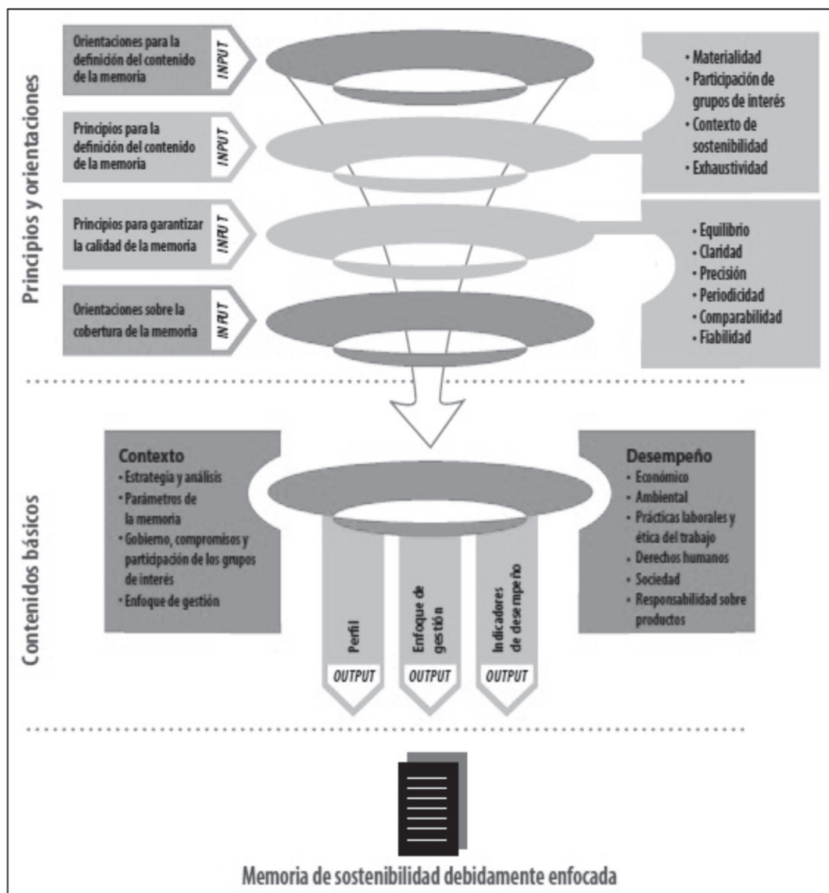 Principios y orientaciones
Orientaciones para la
definición del contenido
de la memoria
INPUT
Principios para la
definición del contenido
de la memoria
INPUT
Principios para garantizar
la calidad de la memoria
INPUT
Orientaciones sobre la
cobertura de la memoria
INPUT
• Materialidad
• Participación de
grupos de interés
• Contexto de
sostenibilidad
• Exhaustividad
• Equilibrio
• Claridad
• Precisión
• Periodicidad
• Comparabilidad
• Fiabilidad
Contenidos básicos
Contexto
• Estrategia y análisis
• Parámetros de
la memoria
• Gobierno, compromisos y
participación de los grupos
de interés
• Enfoque de gestión
Desempeño
• Económico
• Ambiental
• Prácticas laborales y
ética del trabajo
• Derechos humanos
• Sociedad
• Responsabilidad sobre
productos
Perfil
OUTPUT
Enfoque de
gestión
OUTPUT
Indicadores
de desempeño
OUTPUT
Memoria de sostenibilidad debidamente enfocada